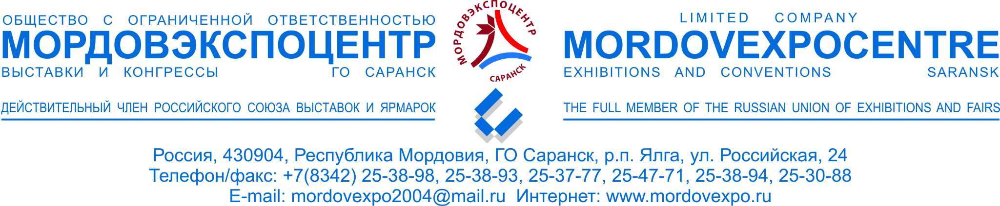 ОБЩЕСТВО С ОГРАНИЧЕННОЙ ОТВЕТСТВЕННОСТЬЮ
МОРДОВЭКСПОЦЕНТР
ВЫСТАВКИ И КОНГРЕССЫ ГО САРАНСК
ДЕЙСТВИТЕЛЬНЫЙ ЧЛЕН РОССИЙСКОГО СОЮЗА ВЫСТАВОК И ЯРМАРОК
МОРДОВЭКСПОЦЕНТР
САРАНСК
LIMITED COMPANY
MORDOVEXPOCENTRE
EXHIBITIONS AND CONVENTIONS SARANSK
THE FULL MEMBER OF THE RUSSIAN UNION OF EXHIBITIONS AND FAIRS
Россия, 430904, Республика Мордовия, ГО Саранск, р.п. Ялга, ул. Российская, 24
Телефон/факс: +7(8342) 25-38-98, 25-38-93, 25-37-77, 25-47-71, 25-38-94, 25-30-88
E-mail: mordovexpo2004@mail.ru Интернет: www.mordovexpo.ru